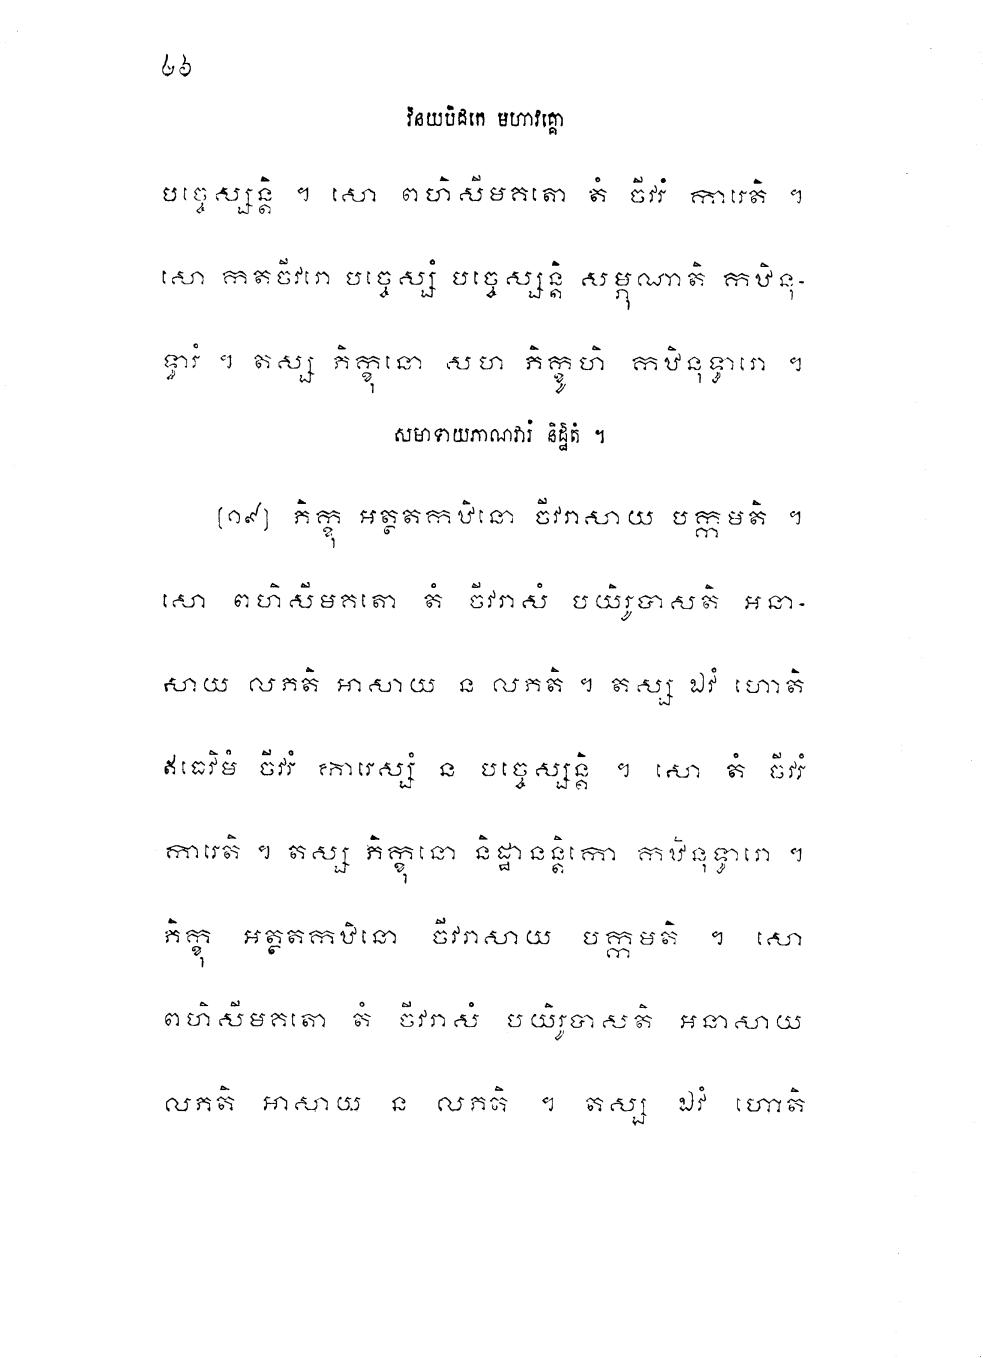 ៤៦
វិនយបិដកេ មហាវគ្គោ
បច្ចេស្សន្តិ ។ សោ ពហិសីមគតោ តំ ចីវរំ ការេតិ ។
សោ កតចីវរោ បច្ចេស្សំ បច្ចេស្សន្តិ សម្ភុណាតិ កឋិនុ-
ទ្ធារំ ។ តស្ស ភិក្ខុនោ សហ ភិក្ខូហិ កឋិនុទ្ធារោ ។
សមាទាយភាណវារំ និដ្ឋិតំ ។
(១៩) ភិក្ខុ អត្ថតកឋិនោ ចីវរាសាយ បក្កមតិ ។
សោ ពហិសីមគតោ តំ ចីវរាសំ បយិរូទាសតិ អនា-
សាយ លភតិ អាសាយ ន លភតិ ។ តស្ស ឯវំ ហោតិ
ឥធេវិមំ ចីវរំ ការេស្សំ ន បច្ចេស្សន្តិ ។ សោ តំ ចីវរំ
ការេតិ ។ តស្ស ភិក្ខុនោ និដ្ឋានន្តិកោ កឋិនុទ្ធារោ ។
ភិក្ខុ អត្ថតកឋិនោ ចីវរាសាយ បក្កមតិ ។ សោ
ពហិសីមគតោ តំ ចីវរាសំ បយិរូទាសតិ អនាសាយ
លភតិ អាសាយ ន លភតិ ។ តស្ស ឯវំ ហោតិ